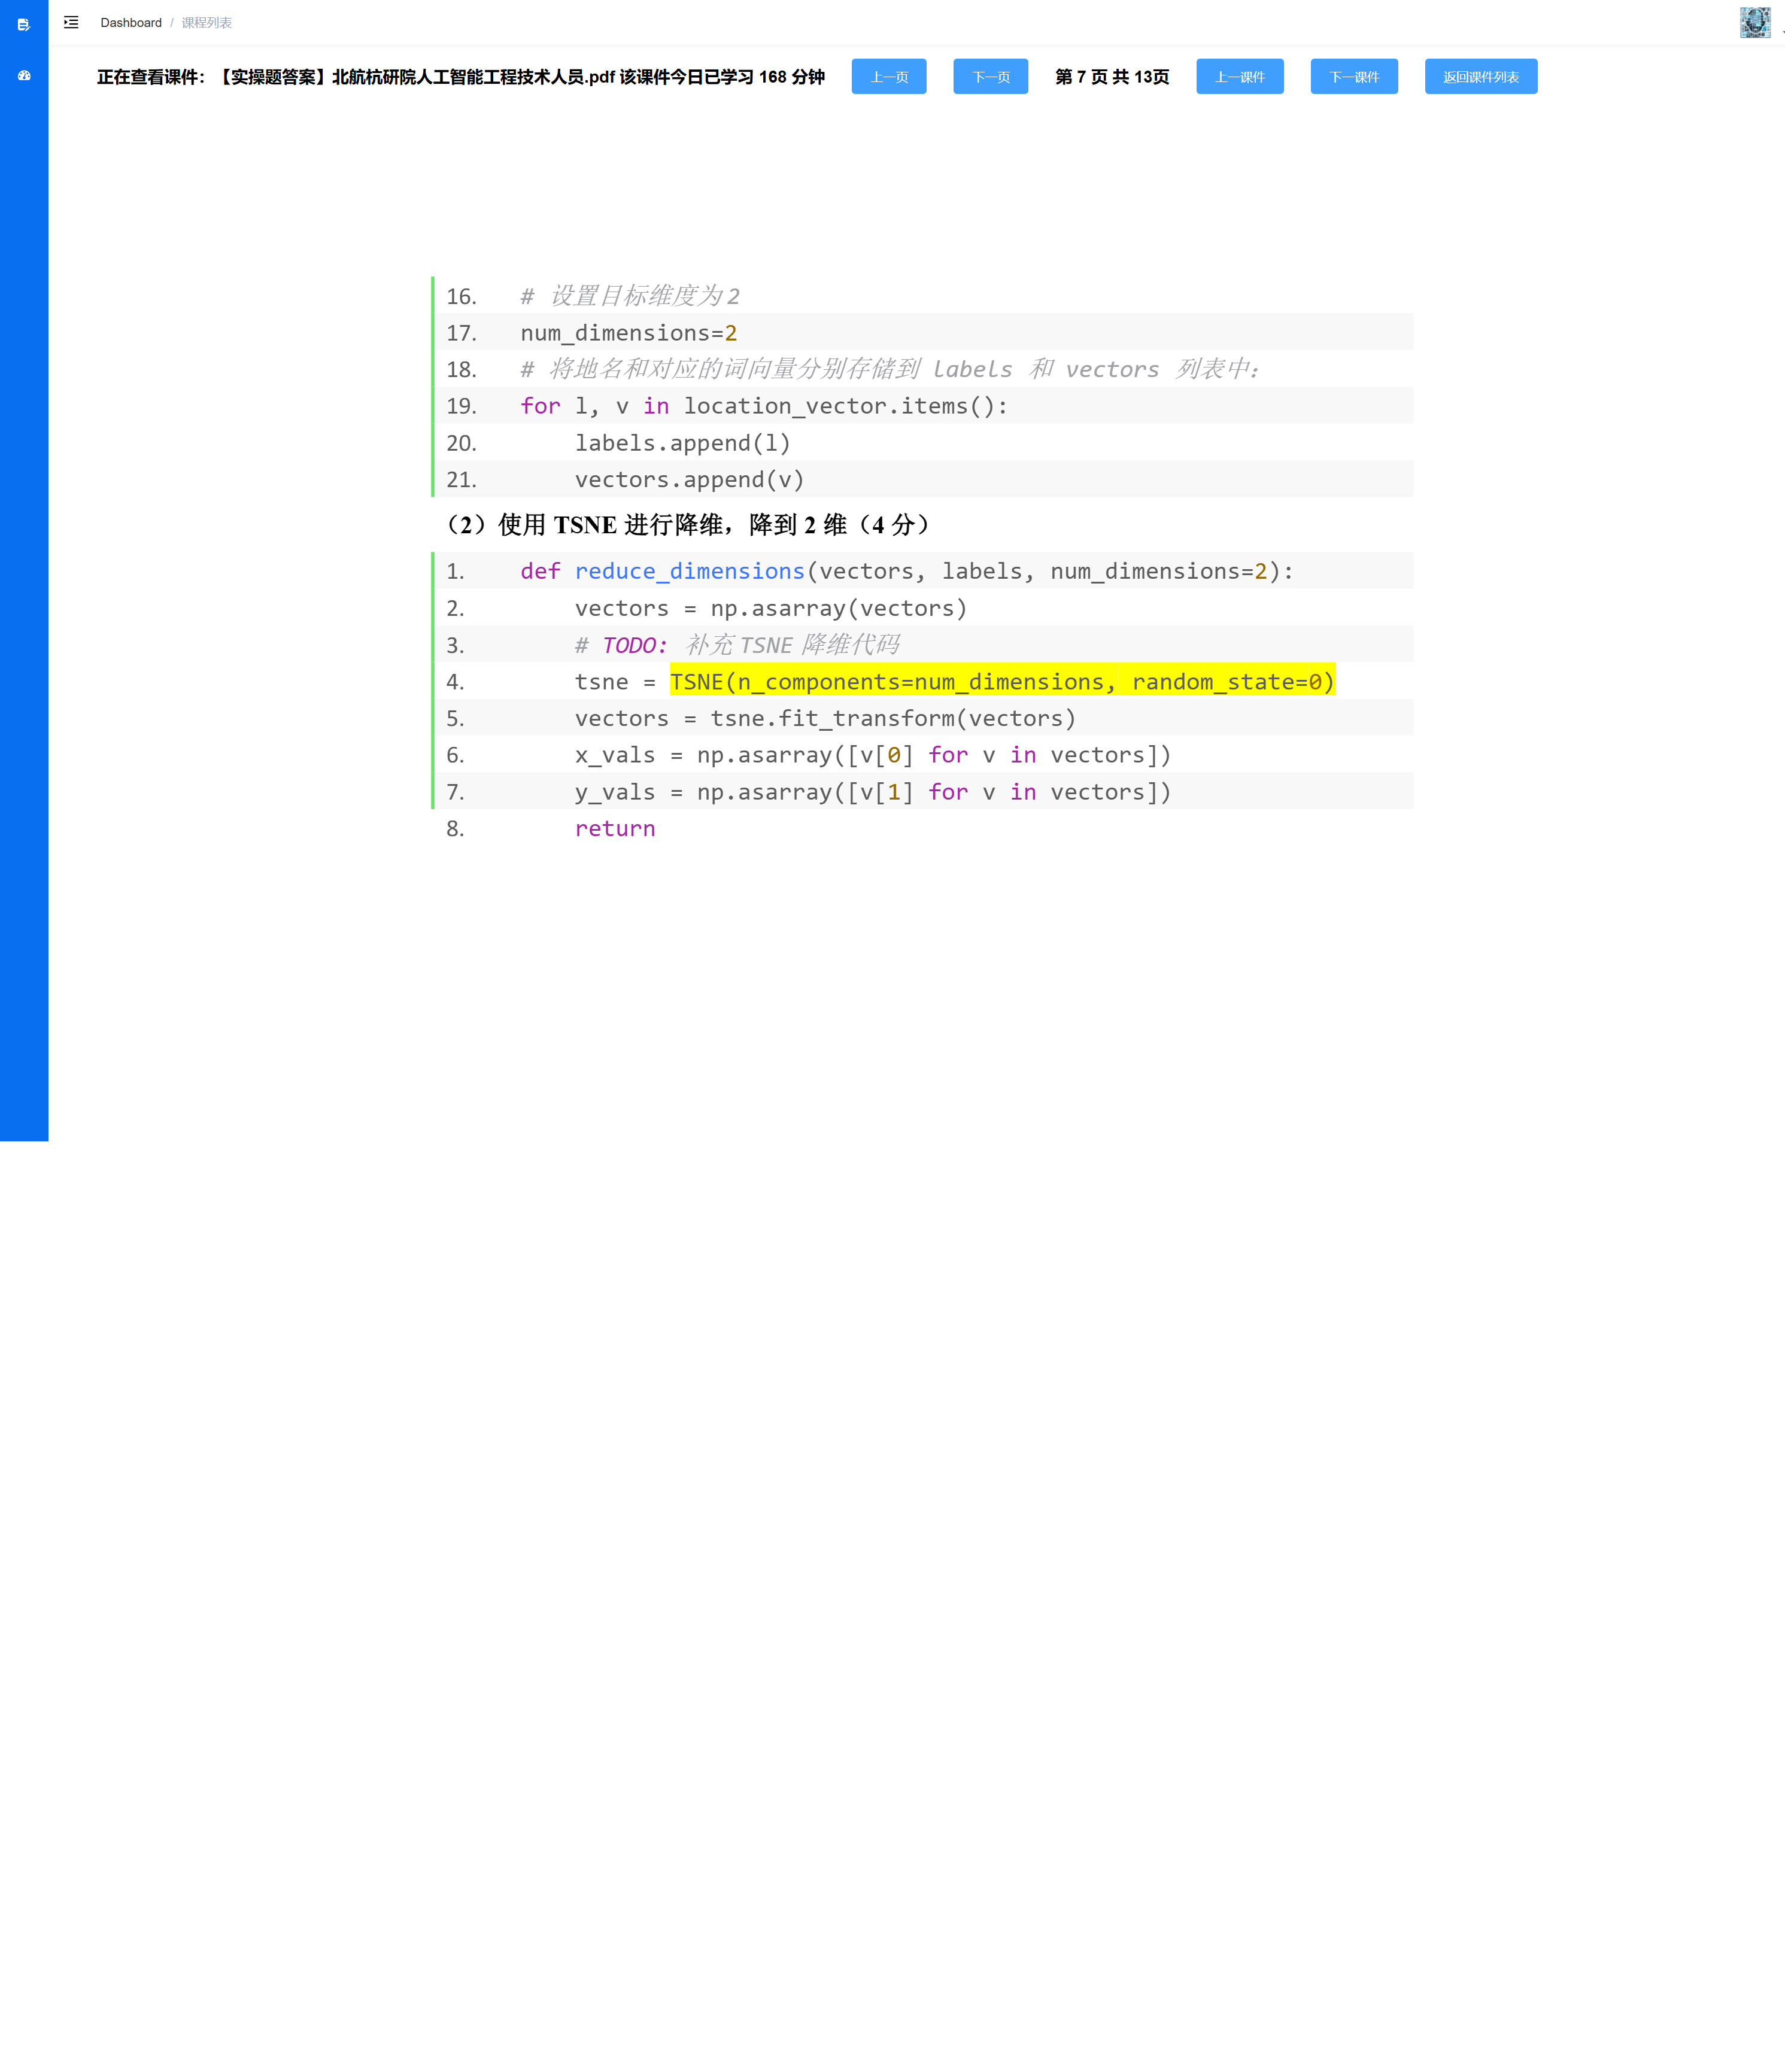 Dashboard / 课程列表
正在查看课件：【实操题答案】北航杭研院人工智能工程技术人员.pdf 该课件今日已学习 168 分钟 上一页 下一页 第 7 页 共 13页 上一课件 下一课件 返回课件列表
16. # 设置目标维度为 2
17. num_dimensions=2
18. # 将地名和对应的词向量分别存储到 labels 和 vectors 列表中：
19. for l, v in location_vector.items():
20. labels.append(l)
21. vectors.append(v)
（2）使用 TSNE 进行降维，降到 2 维（4 分）
1. def reduce_dimensions(vectors, labels, num_dimensions=2):
2. vectors = np.asarray(vectors)
3. # TODO: 补充 TSNE 降维代码
4. tsne = TSNE(n_components=num_dimensions, random_state=0)
5. vectors = tsne.fit_transform(vectors)
6. x_vals = np.asarray([v[0] for v in vectors])
7. y_vals = np.asarray([v[1] for v in vectors])
8. return